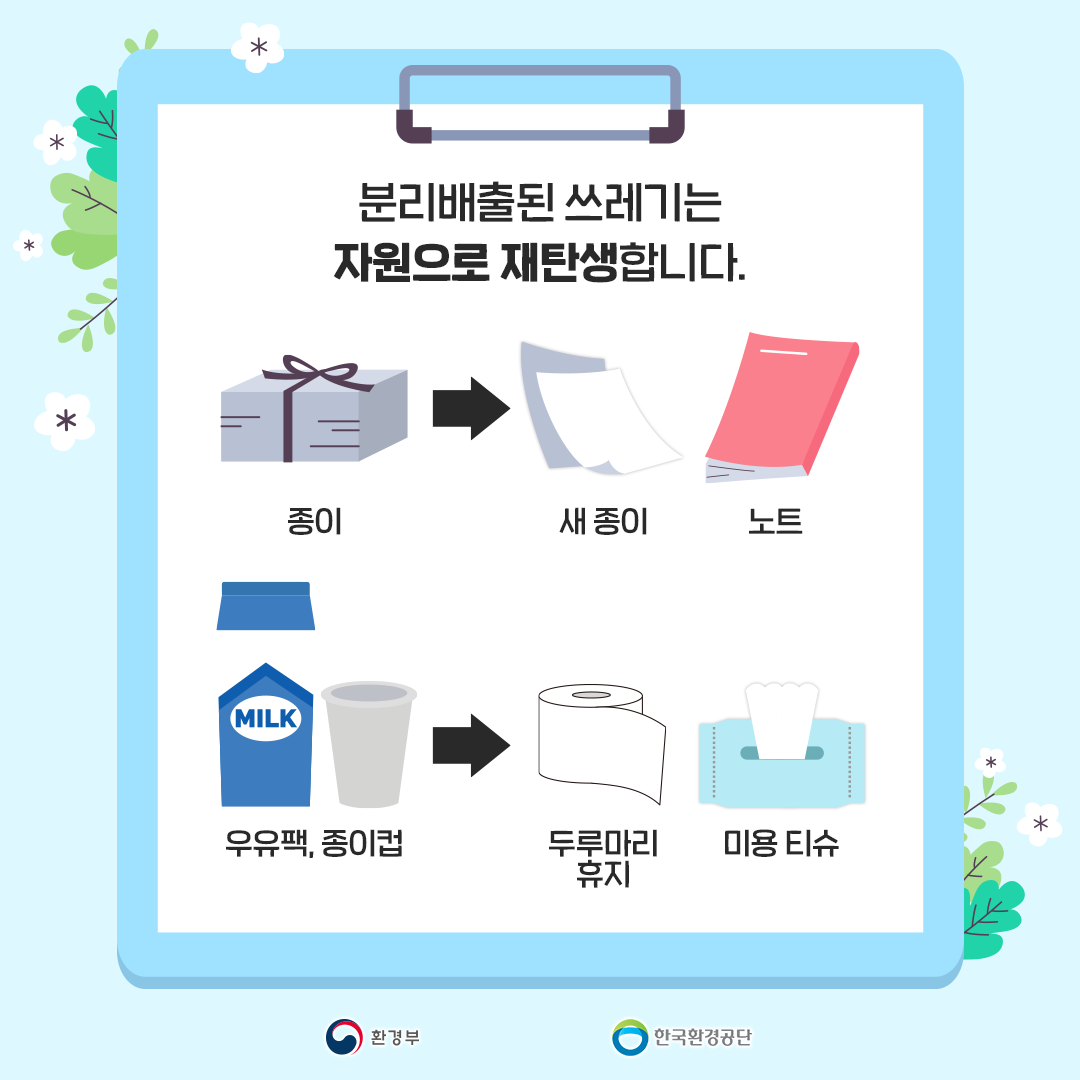 분리배출된 쓰레기는
자원으로 재탄생합니다.
종이
새 종이
노트
MILK
우유팩, 종이컵
두루마리
휴지
미용 티슈
환경부
한국환경공단